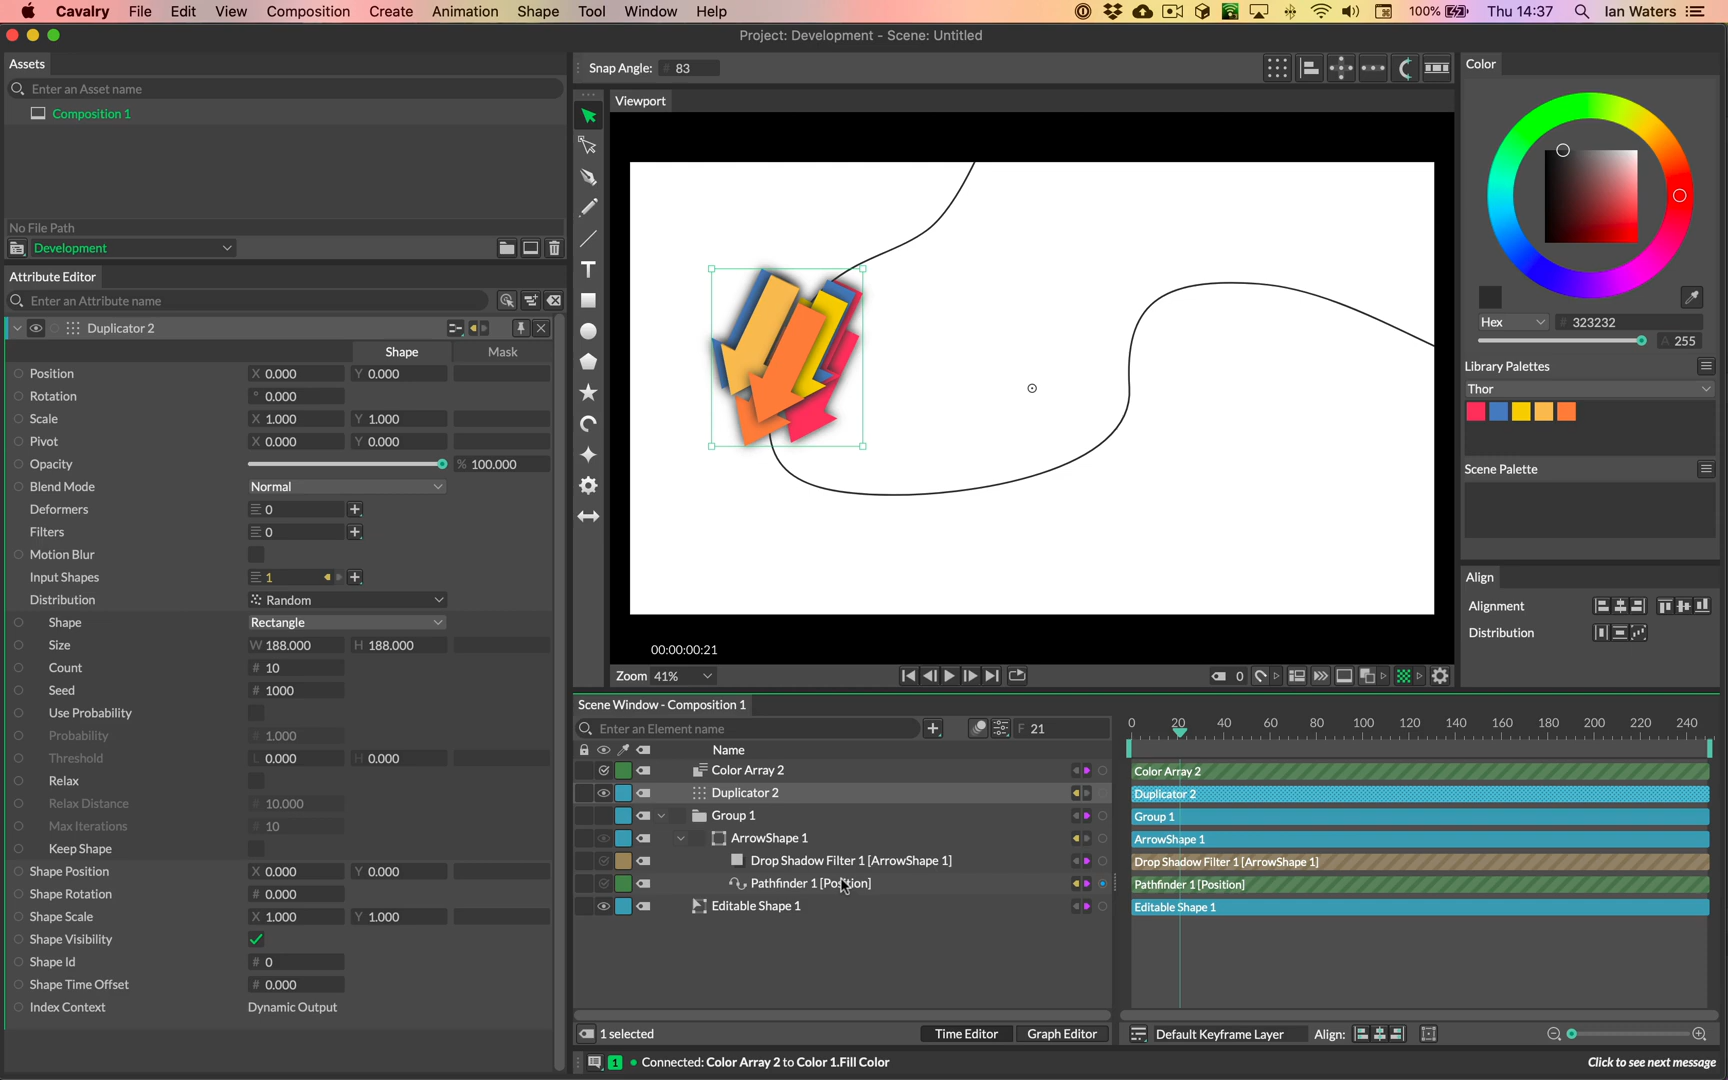 Cavalry File Edit View Composition Create Animation Shape Tool Window Help 100% Thu 14:37 Ian Waters
Project: Development - Scene: Untitled
Assets
Enter an Asset name
Composition 1
No File Path
Development
Attribute Editor
Enter an Attribute name
Duplicator 2
Shape Mask
Position X 0.000 Y 0.000
Rotation ° 0.000
Scale X 1.000 Y 1.000
Pivot X 0.000 Y 0.000
Opacity % 100.000
Blend Mode Normal
Deformers 0
Filters 0
Motion Blur
Input Shapes 1
Distribution Random
Shape Rectangle
Size W 188.000 H 188.000
Count # 10
Seed # 1000
Use Probability
Probability # 1.000
Threshold L 0.000 H 0.000
Relax
Relax Distance # 10.000
Max Iterations # 10
Keep Shape
Shape Position X 0.000 Y 0.000
Shape Rotation # 0.000
Shape Scale X 1.000 Y 1.000
Shape Visibility
Shape Id # 0
Shape Time Offset # 0.000
Index Context Dynamic Output
Snap Angle: # 83
Viewport
00:00:00:21
Zoom 41% 0
Scene Window - Composition 1
Enter an Element name F 21
Name
Color Array 2
Duplicator 2
Group 1
ArrowShape 1
Drop Shadow Filter 1 [ArrowShape 1]
Pathfinder 1 [Position]
Editable Shape 1
0 20 40 60 80 100 120 140 160 180 200 220 240
Color Array 2
Duplicator 2
Group 1
ArrowShape 1
Drop Shadow Filter 1 [ArrowShape 1]
Pathfinder 1 [Position]
Editable Shape 1
1 selected Time Editor Graph Editor
Default Keyframe Layer Align:
1 Connected: Color Array 2 to Color 1.Fill Color Click to see next message
Color
Hex # 323232
A 255
Library Palettes
Thor
Scene Palette
Align
Alignment
Distribution